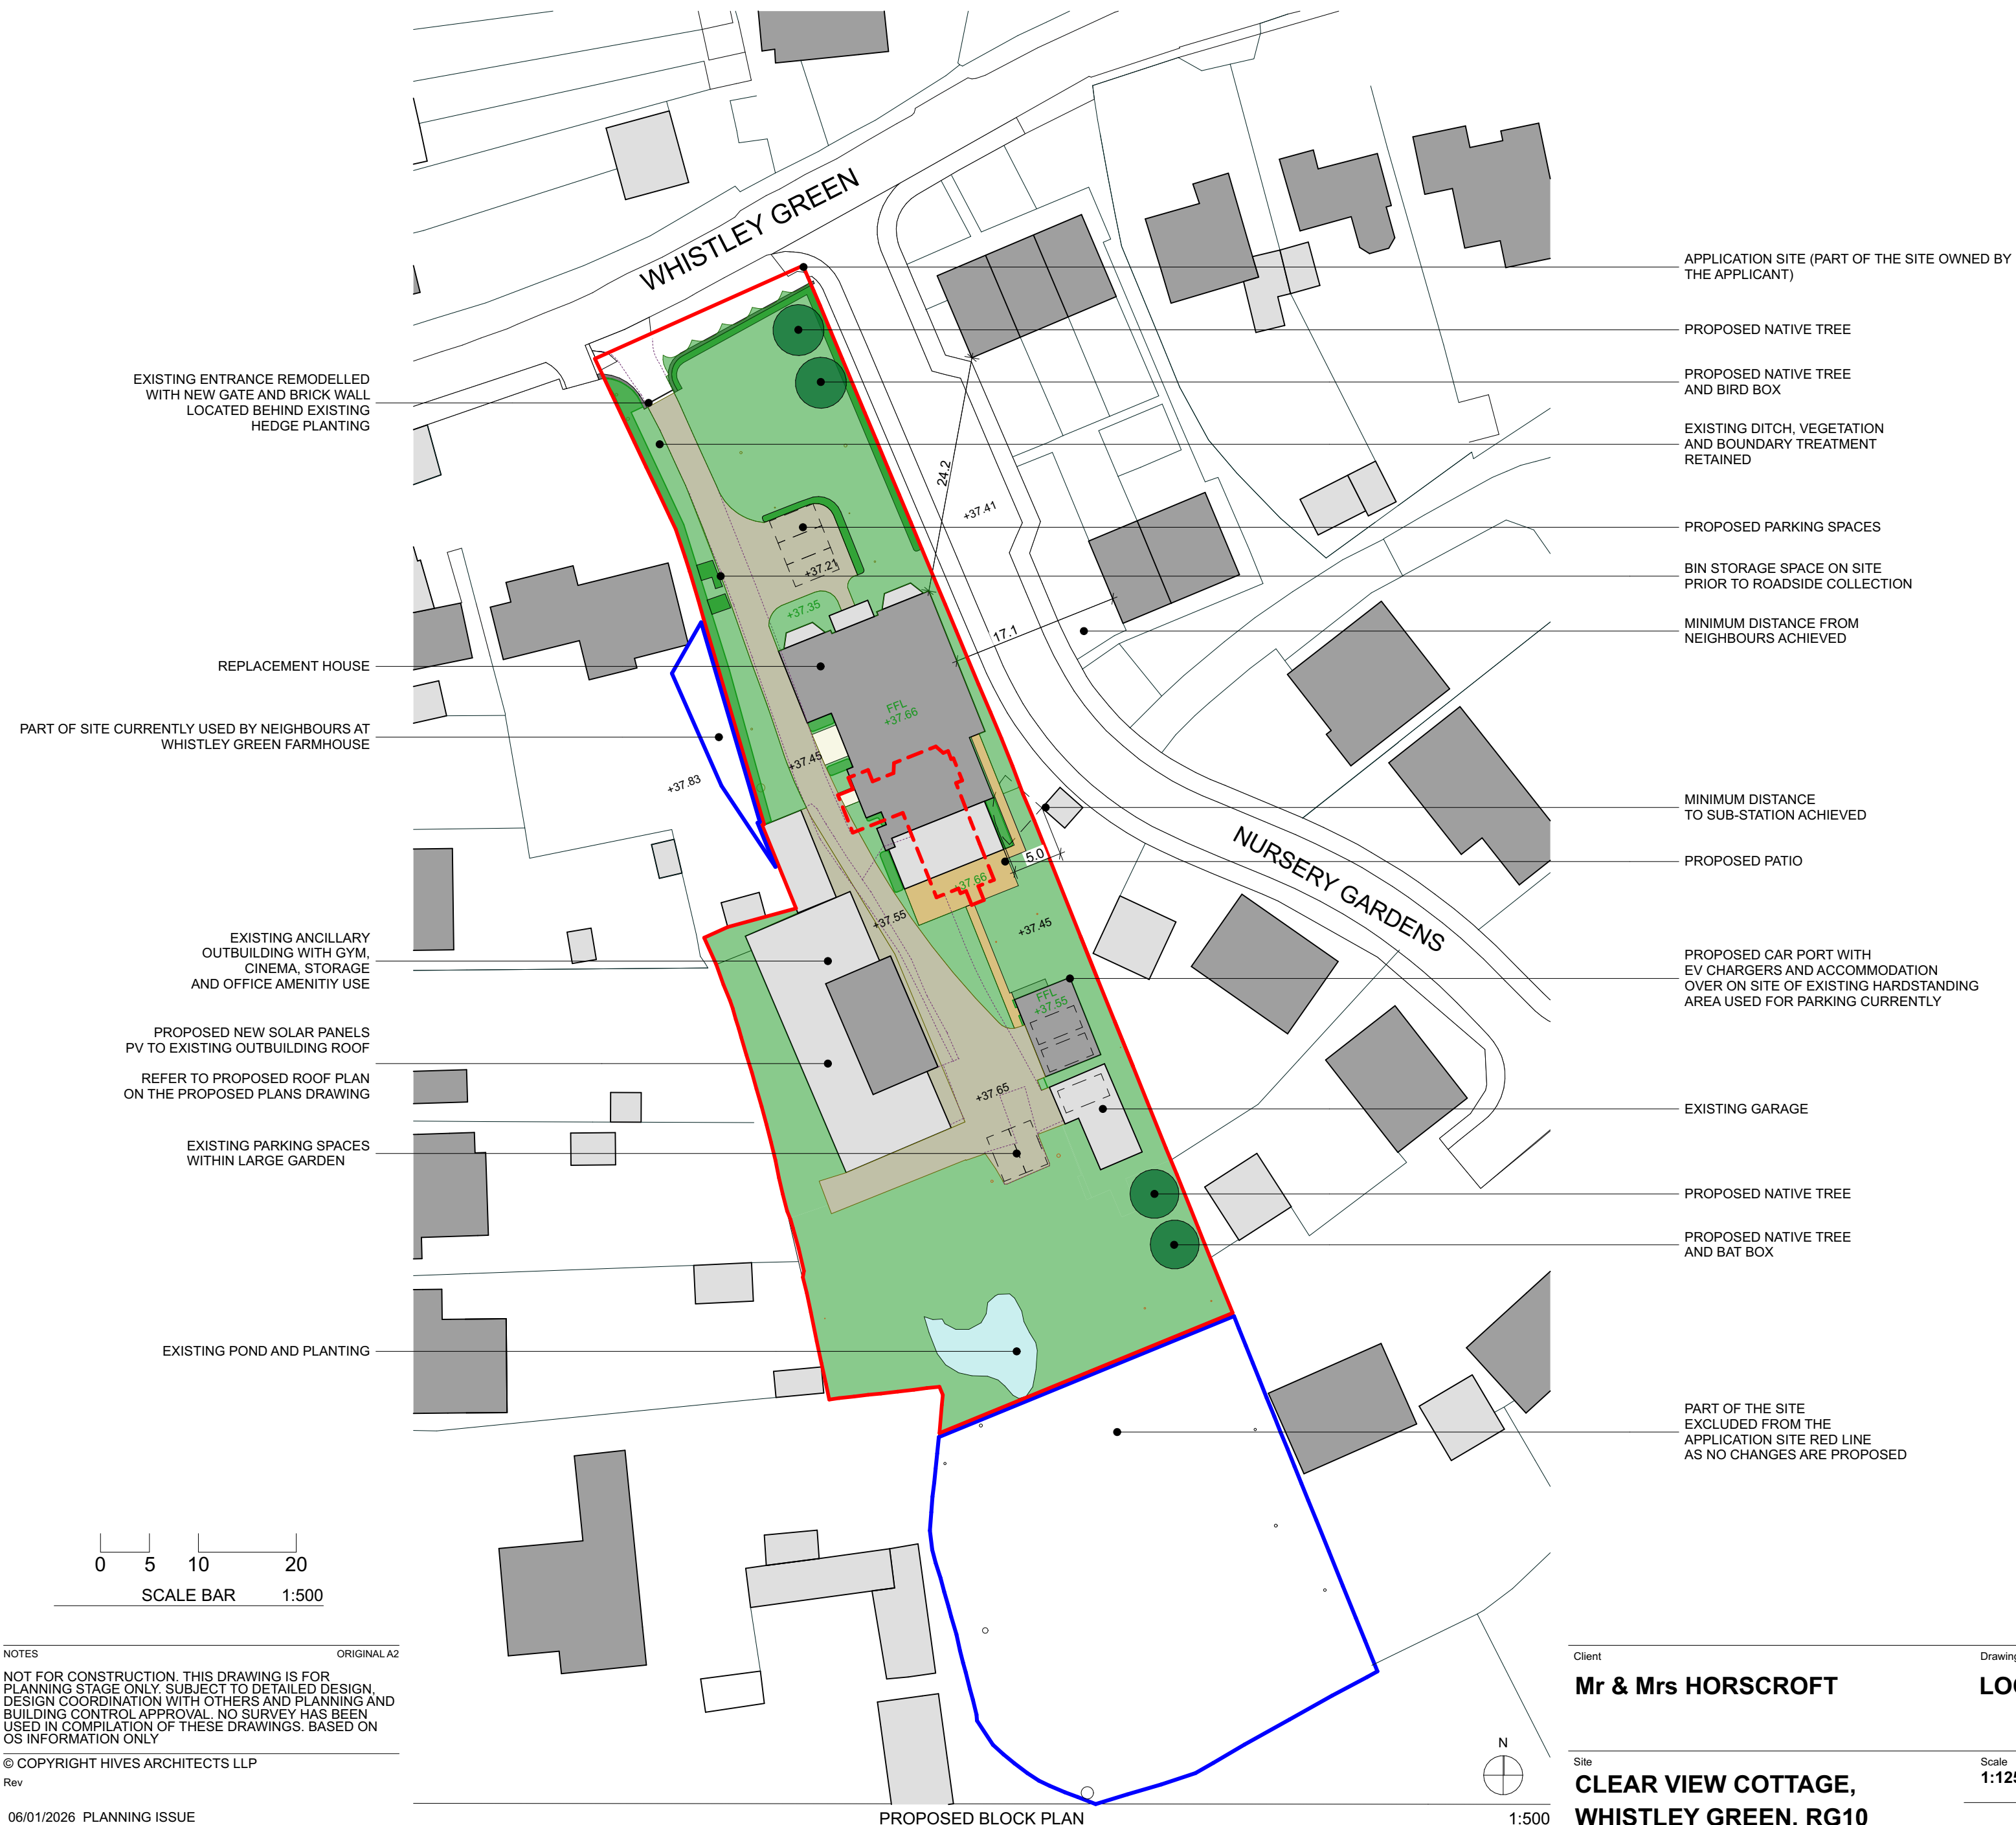 WHISTLEY GREEN
APPLICATION SITE (PART OF THE SITE OWNED BY
THE APPLICANT)
PROPOSED NATIVE TREE
PROPOSED NATIVE TREE
AND BIRD BOX
EXISTING DITCH, VEGETATION
AND BOUNDARY TREATMENT
RETAINED
PROPOSED PARKING SPACES
BIN STORAGE SPACE ON SITE
PRIOR TO ROADSIDE COLLECTION
MINIMUM DISTANCE FROM
NEIGHBOURS ACHIEVED
MINIMUM DISTANCE
TO SUB-STATION ACHIEVED
PROPOSED PATIO
PROPOSED CAR PORT WITH
EV CHARGERS AND ACCOMMODATION
OVER ON SITE OF EXISTING HARDSTANDING
AREA USED FOR PARKING CURRENTLY
EXISTING GARAGE
PROPOSED NATIVE TREE
PROPOSED NATIVE TREE
AND BAT BOX
PART OF THE SITE
EXCLUDED FROM THE
APPLICATION SITE RED LINE
AS NO CHANGES ARE PROPOSED
EXISTING ENTRANCE REMODELLED
WITH NEW GATE AND BRICK WALL
LOCATED BEHIND EXISTING
HEDGE PLANTING
REPLACEMENT HOUSE
PART OF SITE CURRENTLY USED BY NEIGHBOURS AT
WHISTLEY GREEN FARMHOUSE
EXISTING ANCILLARY
OUTBUILDING WITH GYM,
CINEMA, STORAGE
AND OFFICE AMENITIY USE
PROPOSED NEW SOLAR PANELS
PV TO EXISTING OUTBUILDING ROOF
REFER TO PROPOSED ROOF PLAN
ON THE PROPOSED PLANS DRAWING
EXISTING PARKING SPACES
WITHIN LARGE GARDEN
EXISTING POND AND PLANTING
24.2
+37.41
+37.21
+37.35
17.1
FFL
+37.66
+37.45
+37.83
5.0
+37.66
+37.55
+37.45
FFL
+37.55
+37.65
NURSERY GARDENS
0 5 10 20
SCALE BAR 1:500
NOTES ORIGINAL A2
NOT FOR CONSTRUCTION. THIS DRAWING IS FOR
PLANNING STAGE ONLY. SUBJECT TO DETAILED DESIGN,
DESIGN COORDINATION WITH OTHERS AND PLANNING AND
BUILDING CONTROL APPROVAL. NO SURVEY HAS BEEN
USED IN COMPILATION OF THESE DRAWINGS. BASED ON
OS INFORMATION ONLY
© COPYRIGHT HIVES ARCHITECTS LLP
Rev
06/01/2026 PLANNING ISSUE
N
PROPOSED BLOCK PLAN 1:500
Client
Mr & Mrs HORSCROFT
Site
CLEAR VIEW COTTAGE,
WHISTLEY GREEN, RG10
Scale